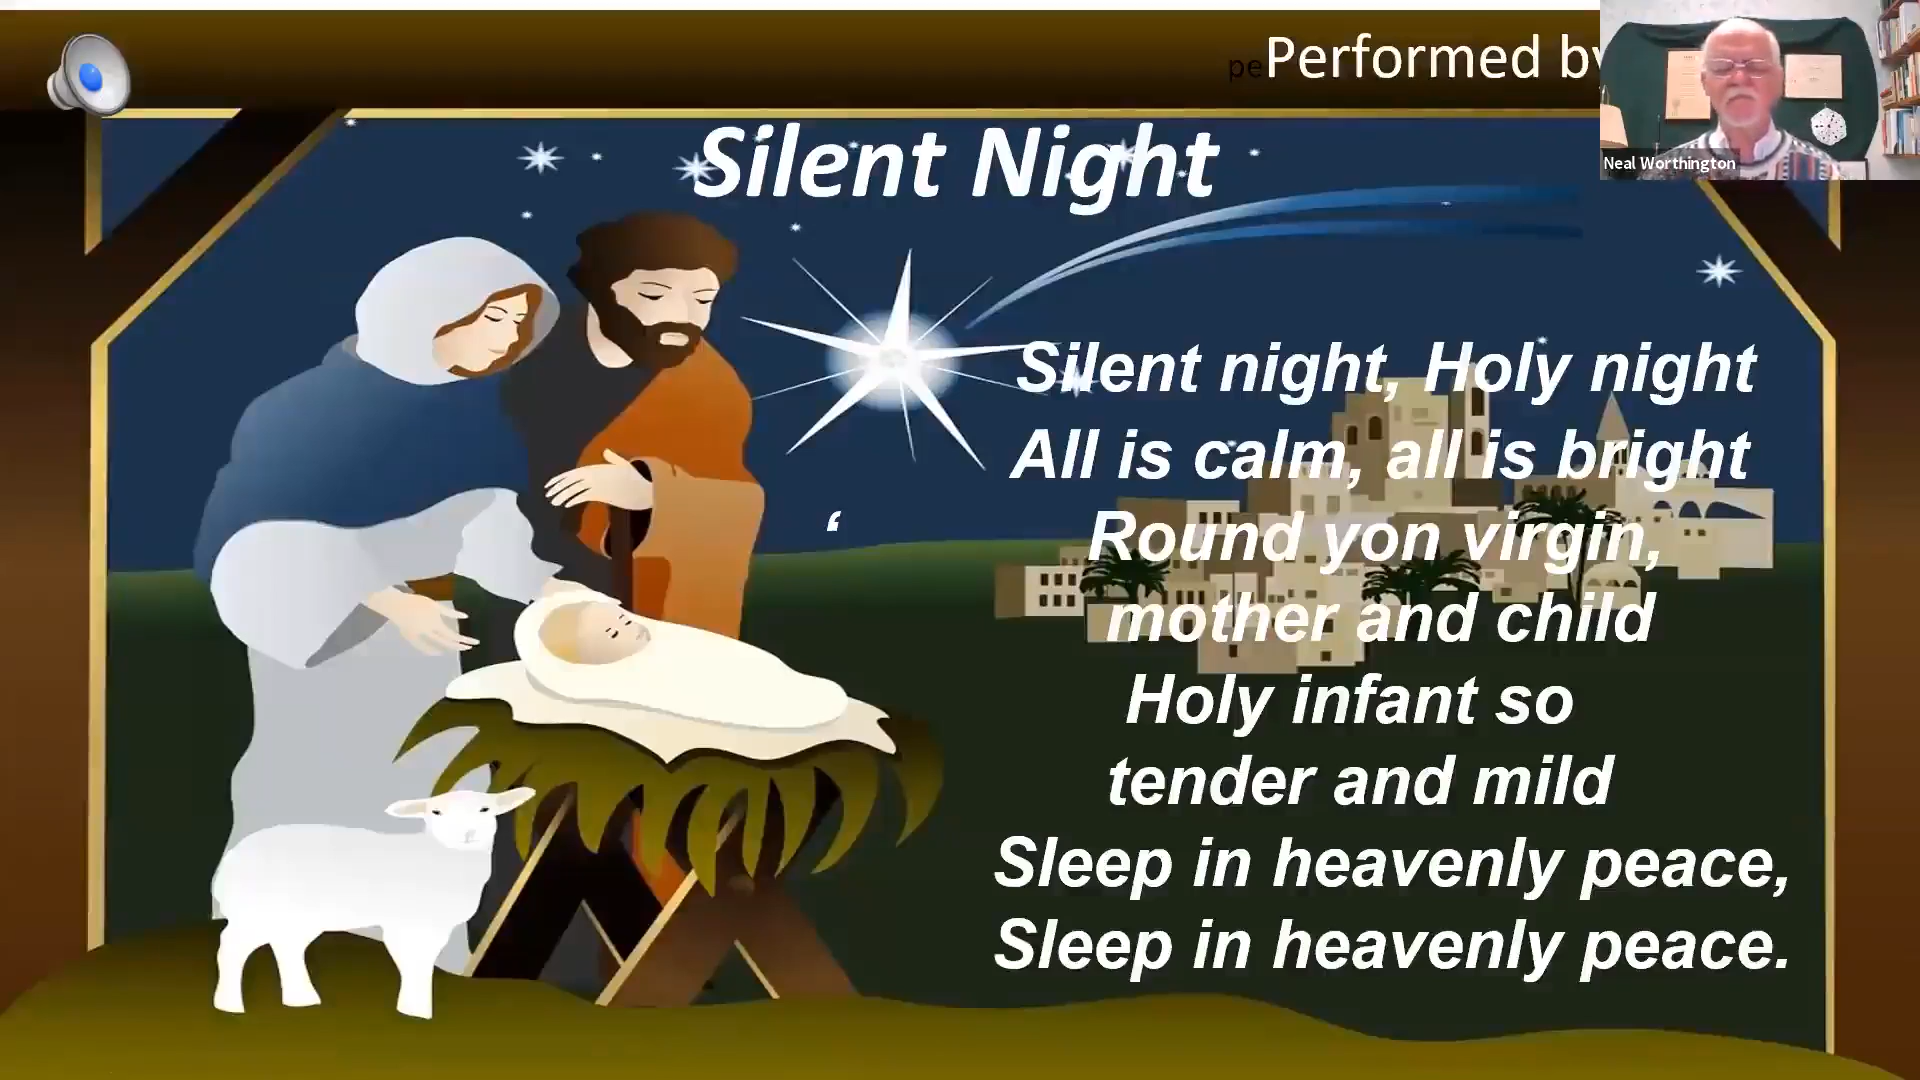 Performed by
Neal Worthington
Silent Night
Silent night, Holy night
All is calm, all is bright
‘
Round yon virgin,
mother and child
Holy infant so
tender and mild
Sleep in heavenly peace,
Sleep in heavenly peace.